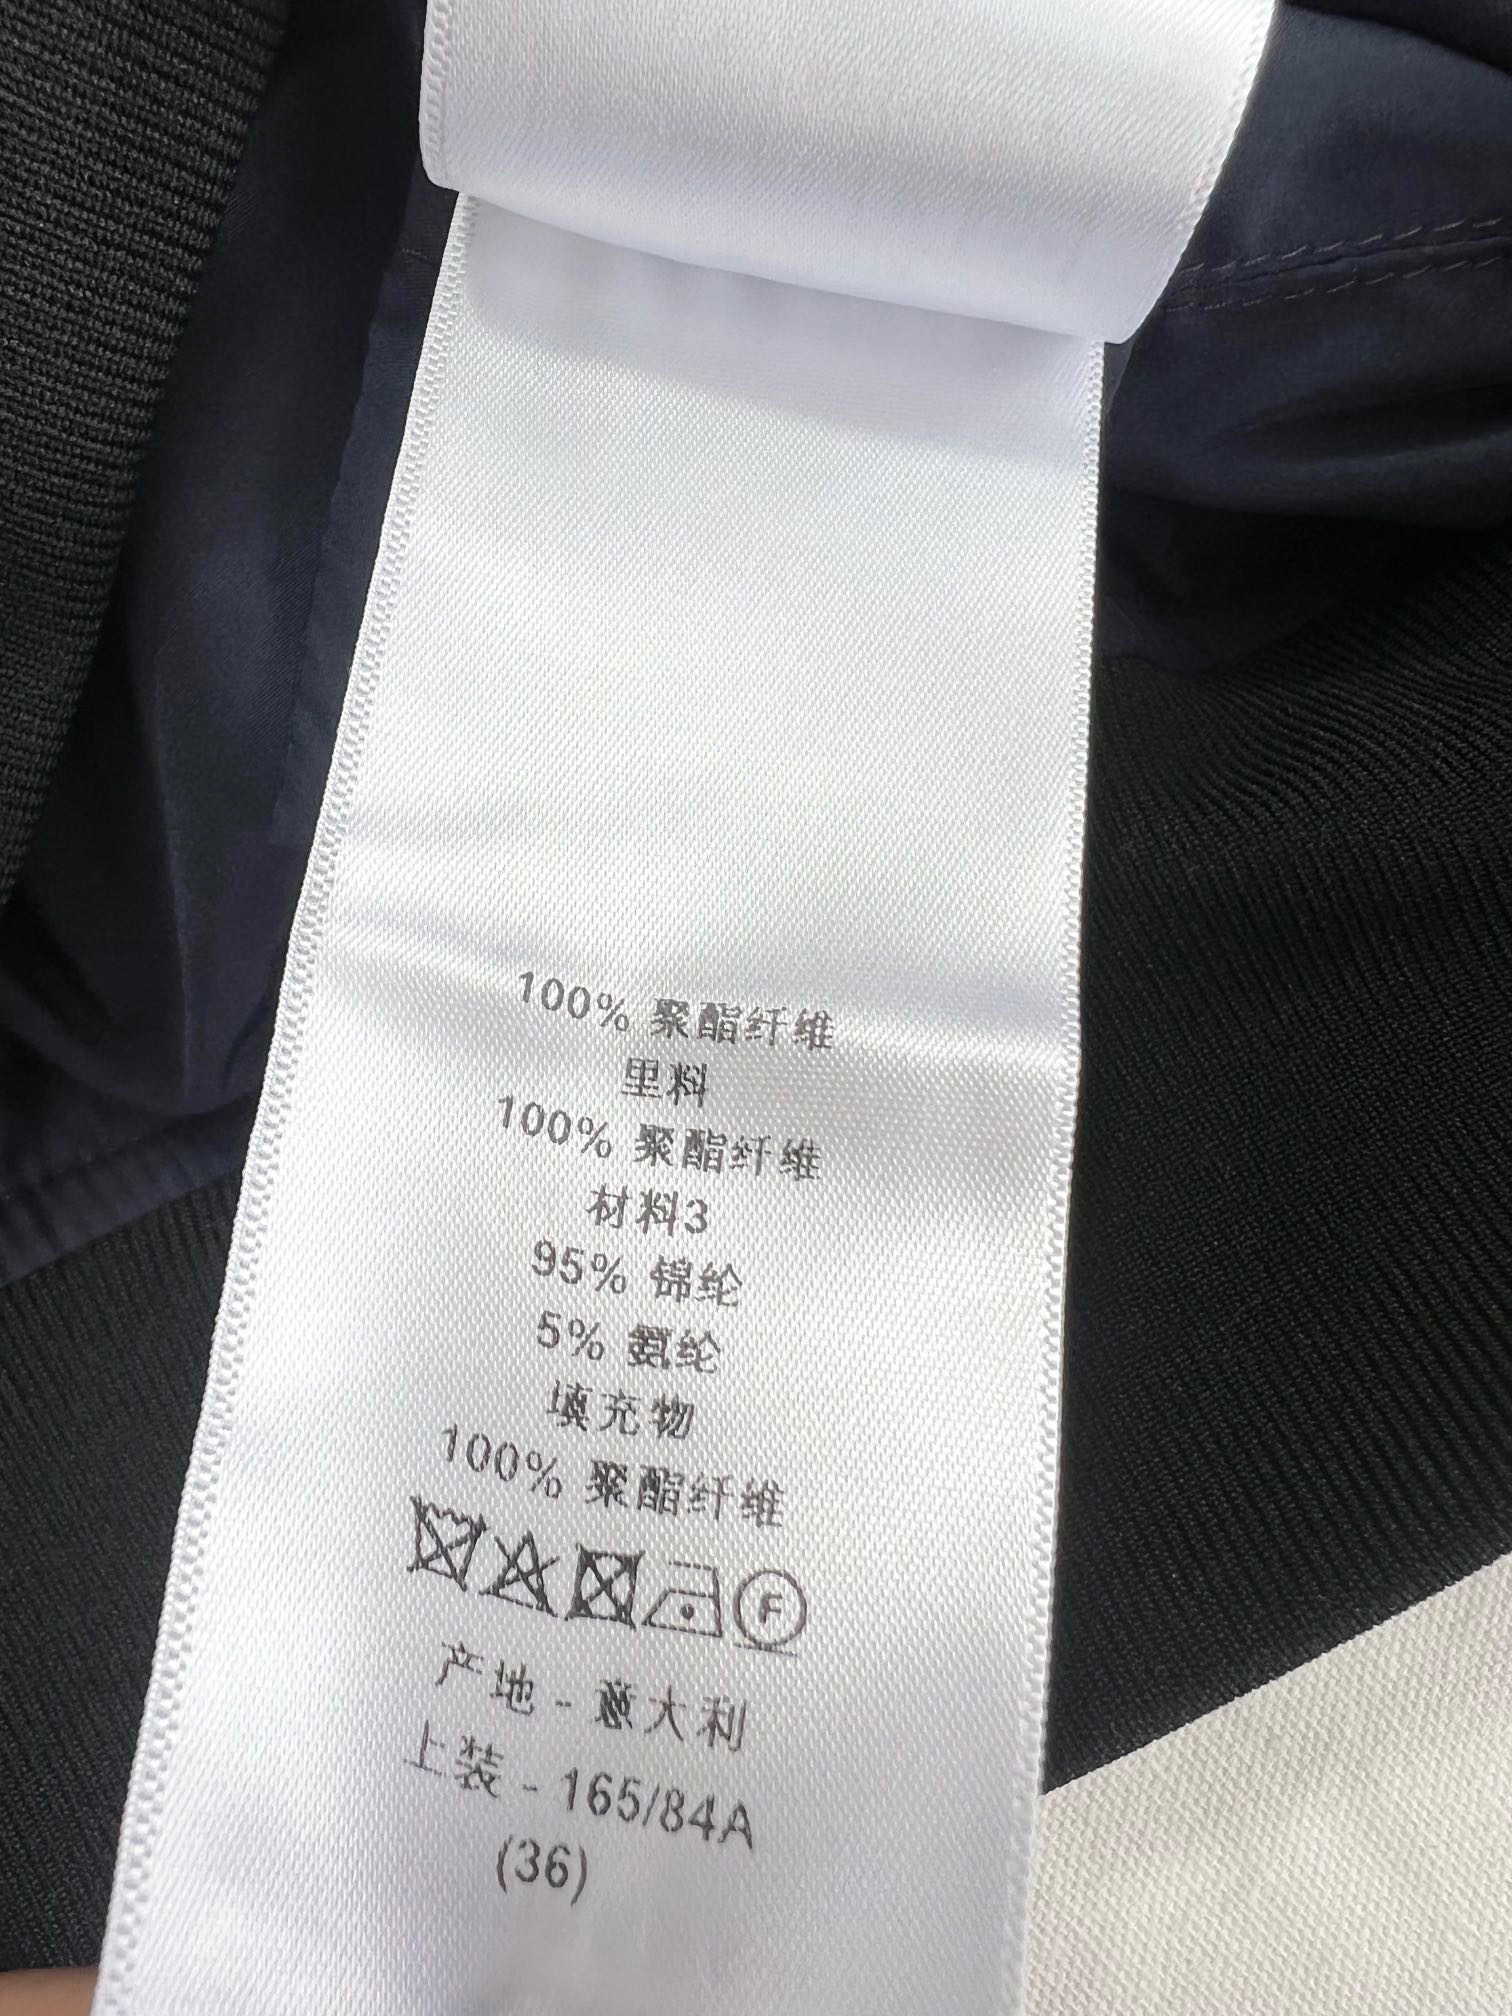 100% 聚酯纤维
里料
100% 聚酯纤维
材料3
95% 锦纶
5% 氨纶
填充物
100% 聚酯纤维
F
产地 - 意大利
上装 - 165/84A
(36)